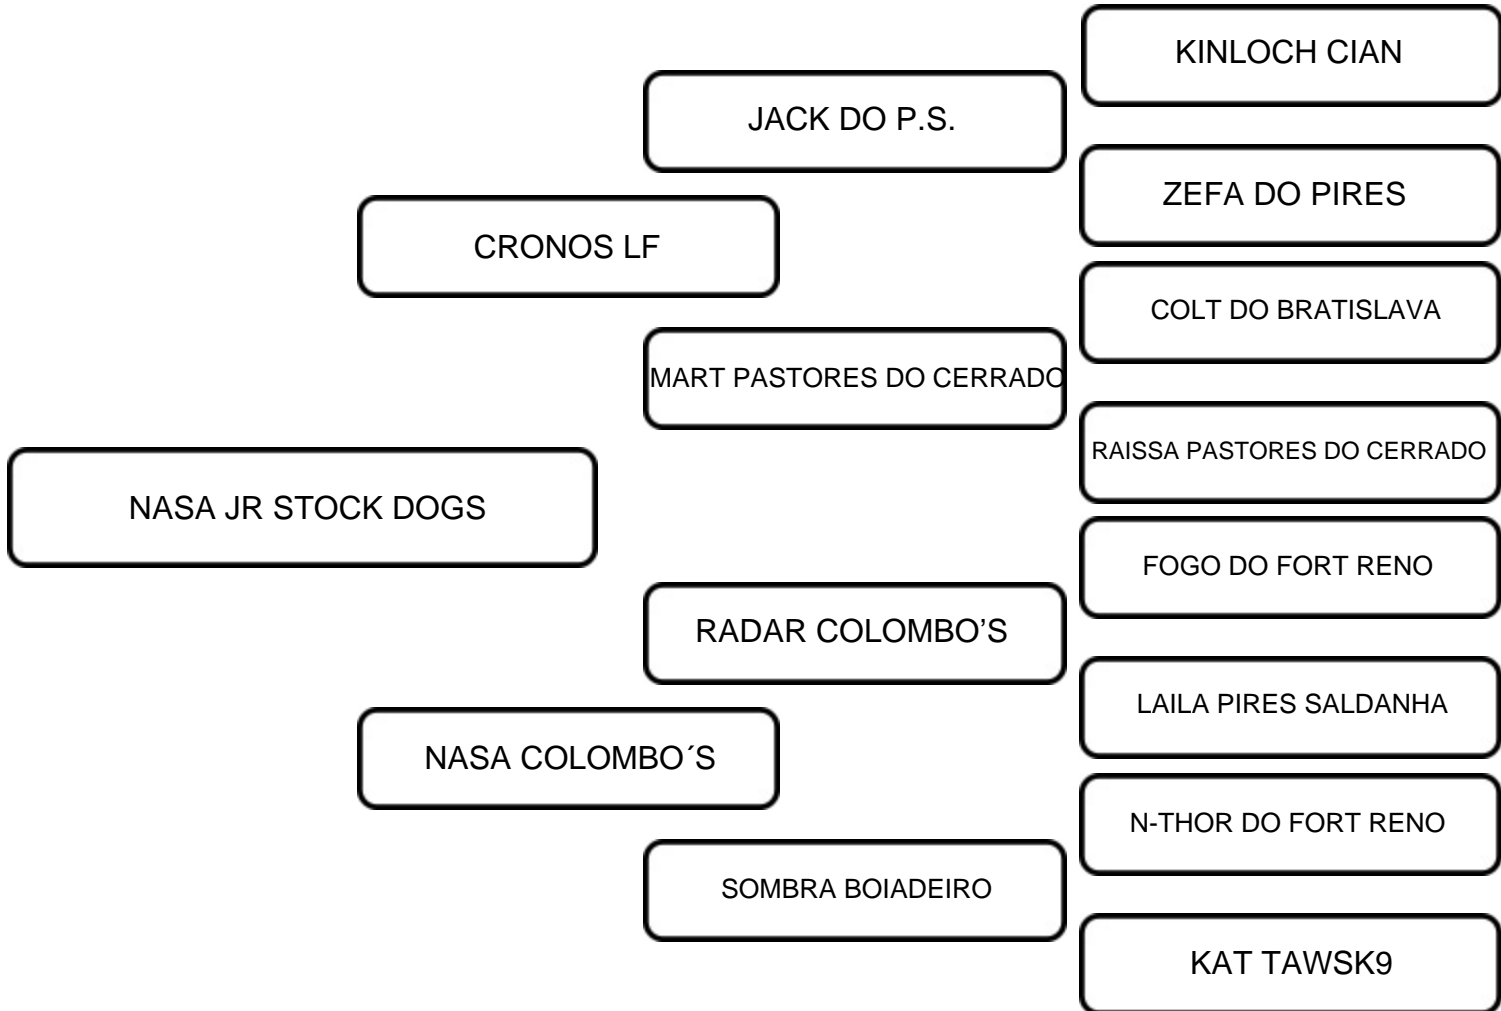 KINLOCH CIAN
JACK DO P.S.
ZEFA DO PIRES
CRONOS LF
COLT DO BRATISLAVA
MART PASTORES DO CERRADO
RAISSA PASTORES DO CERRADO
NASA JR STOCK DOGS
FOGO DO FORT RENO
RADAR COLOMBO’S
LAILA PIRES SALDANHA
NASA COLOMBO´S
N-THOR DO FORT RENO
SOMBRA BOIADEIRO
KAT TAWSK9